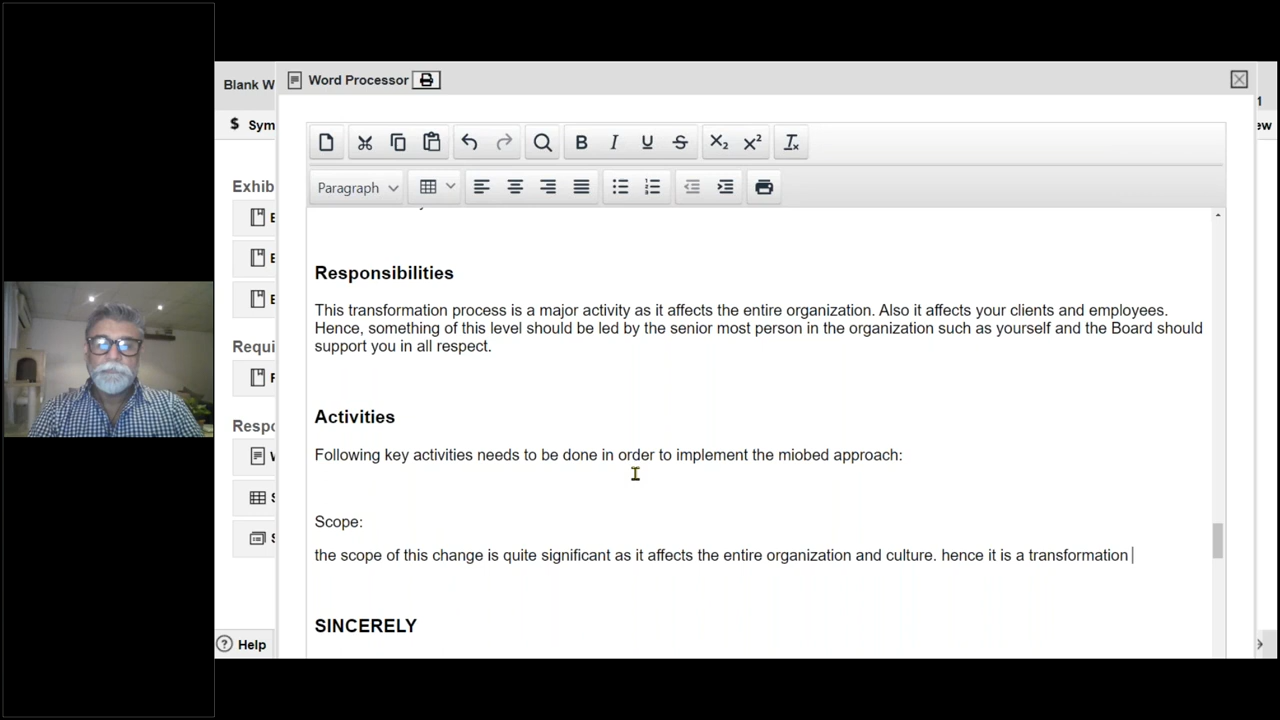 Blank W
Word Processor
1
$ Sym
ew
Paragraph
Exhib
E
E
E
Requi
F
Respo
W
S
S
Help
Responsibilities
This transformation process is a major activity as it affects the entire organization. Also it affects your clients and employees.
Hence, something of this level should be led by the senior most person in the organization such as yourself and the Board should
support you in all respect.
Activities
Following key activities needs to be done in order to implement the miobed approach:
Scope:
the scope of this change is quite significant as it affects the entire organization and culture. hence it is a transformation
SINCERELY